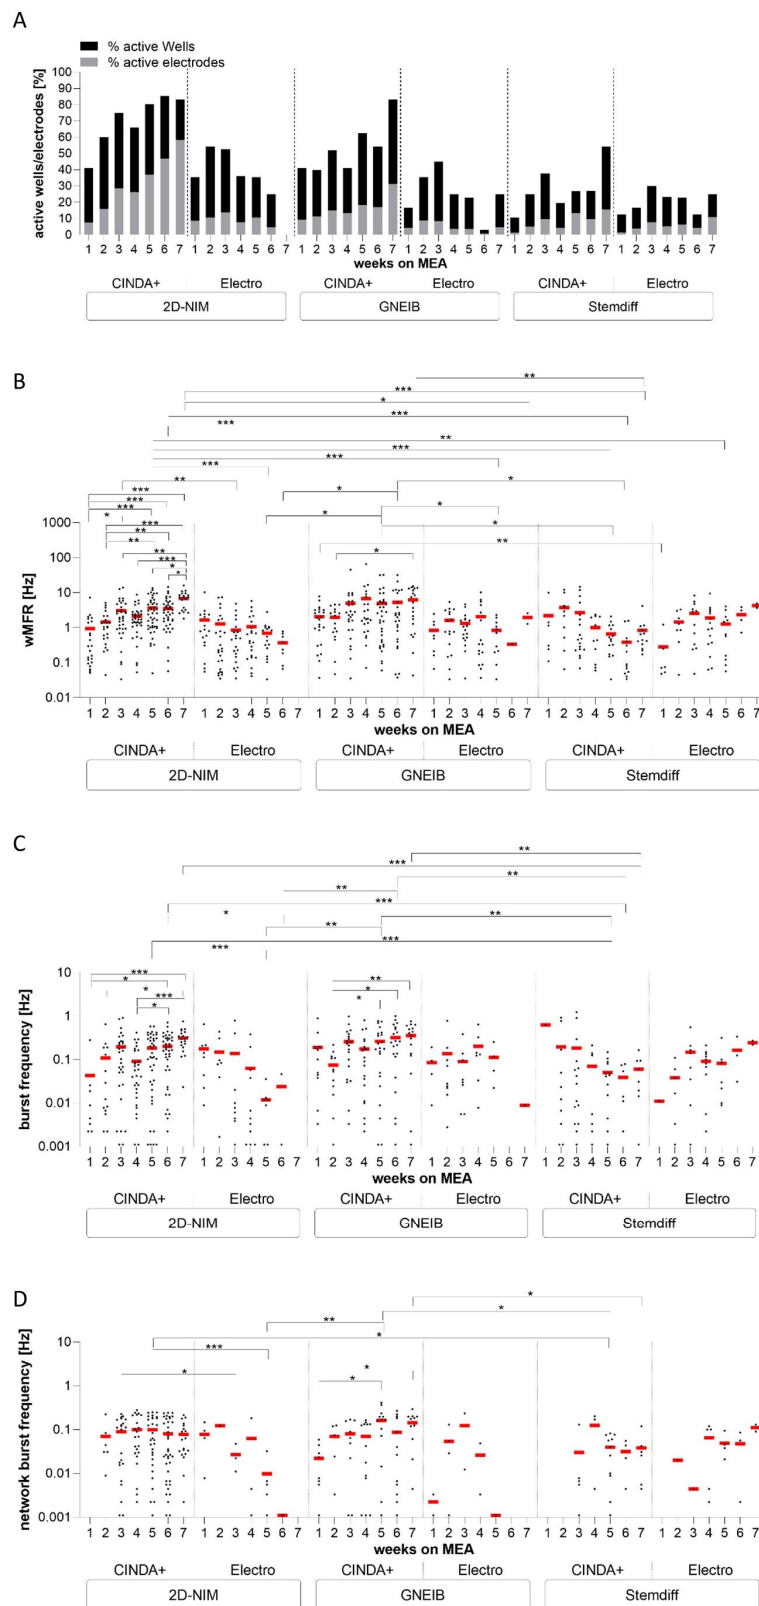 A
% active Wells
% active electrodes
active wells/electrodes [%]
100
90
80
70
60
50
40
30
20
10
0
1 2 3 4 5 6 7 1 2 3 4 5 6 7 1 2 3 4 5 6 7 1 2 3 4 5 6 7 1 2 3 4 5 6 7 1 2 3 4 5 6 7
weeks on MEA
CINDA+ Electro CINDA+ Electro CINDA+ Electro
2D-NIM GNEIB Stemdiff
B
**
***
*
***
***
**
***
***
***
** * *
***
***
***
* * *
***
**
** *
**
** *
***
*
*
wMFR [Hz]
1000
100
10
1
0.1
0.01
1 2 3 4 5 6 7 1 2 3 4 5 6 7 1 2 3 4 5 6 7 1 2 3 4 5 6 7 1 2 3 4 5 6 7 1 2 3 4 5 6 7
weeks on MEA
CINDA+ Electro CINDA+ Electro CINDA+ Electro
2D-NIM GNEIB Stemdiff
C
**
***
**
**
***
*
** **
*** ***
***
* **
* *** * *
*
burst frequency [Hz]
10
1
0.1
0.01
0.001
1 2 3 4 5 6 7 1 2 3 4 5 6 7 1 2 3 4 5 6 7 1 2 3 4 5 6 7 1 2 3 4 5 6 7 1 2 3 4 5 6 7
weeks on MEA
CINDA+ Electro CINDA+ Electro CINDA+ Electro
2D-NIM GNEIB Stemdiff
D
*
** *
*
***
* *
*
network burst frequency [Hz]
10
1
0.1
0.01
0.001
1 2 3 4 5 6 7 1 2 3 4 5 6 7 1 2 3 4 5 6 7 1 2 3 4 5 6 7 1 2 3 4 5 6 7 1 2 3 4 5 6 7
weeks on MEA
CINDA+ Electro CINDA+ Electro CINDA+ Electro
2D-NIM GNEIB Stemdiff